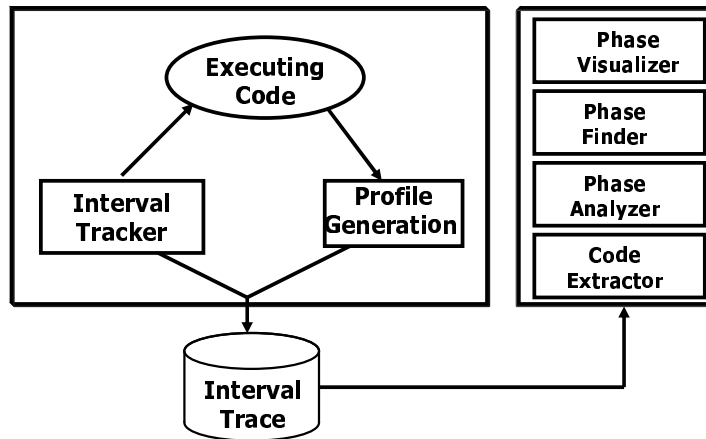 Executing
Code
Interval
Tracker
Profile
Generation
Interval
Trace
Phase
Visualizer
Phase
Finder
Phase
Analyzer
Code
Extractor